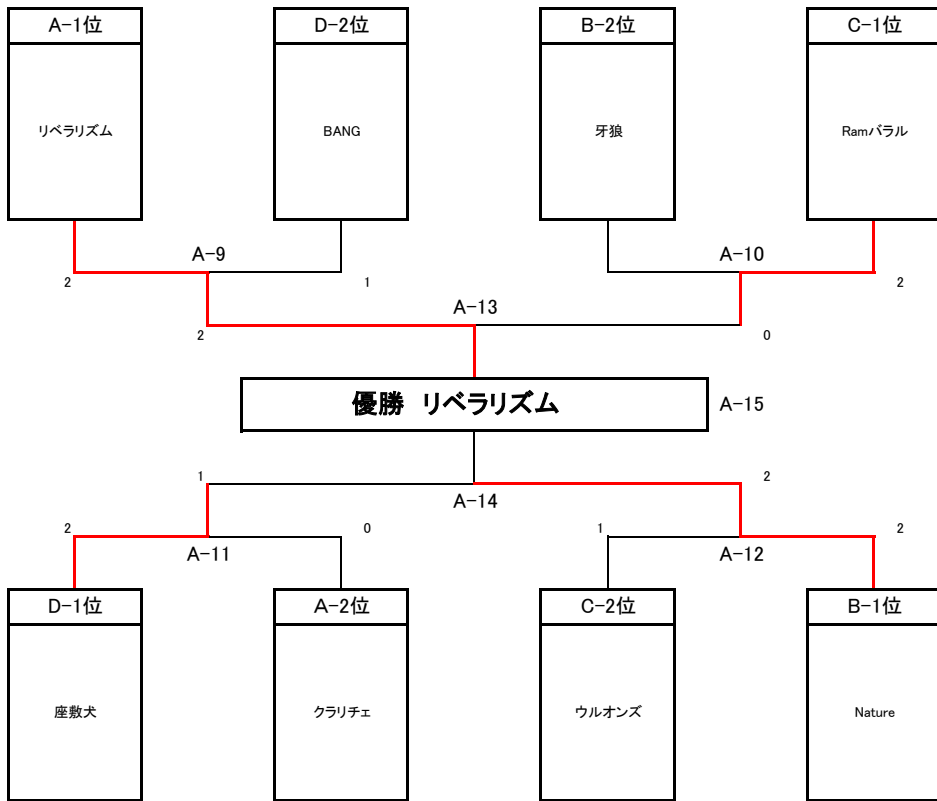 A-1位
D-2位
B-2位
C-1位
リベラリズム
BANG
牙狼
Ramバラル
A-9
A-10
2
1
2
A-13
2
0
優勝 リベラリズム
A-15
1
2
A-14
2
0
1
2
A-11
A-12
D-1位
A-2位
C-2位
B-1位
座敷犬
クラリチェ
ウルオンズ
Nature